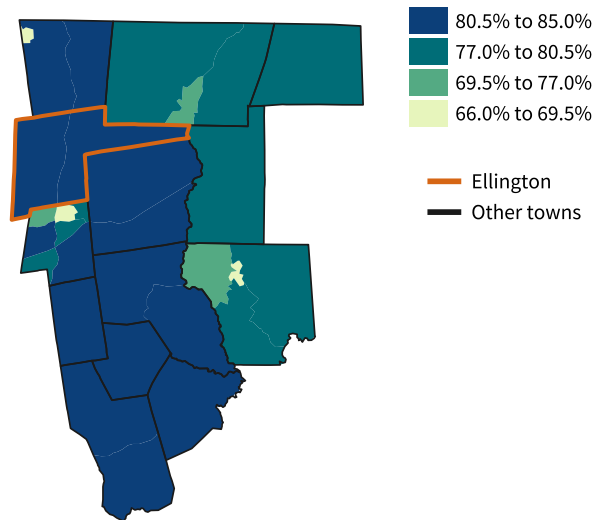 80.5% to 85.0%
77.0% to 80.5%
69.5% to 77.0%
66.0% to 69.5%
Ellington
Other towns